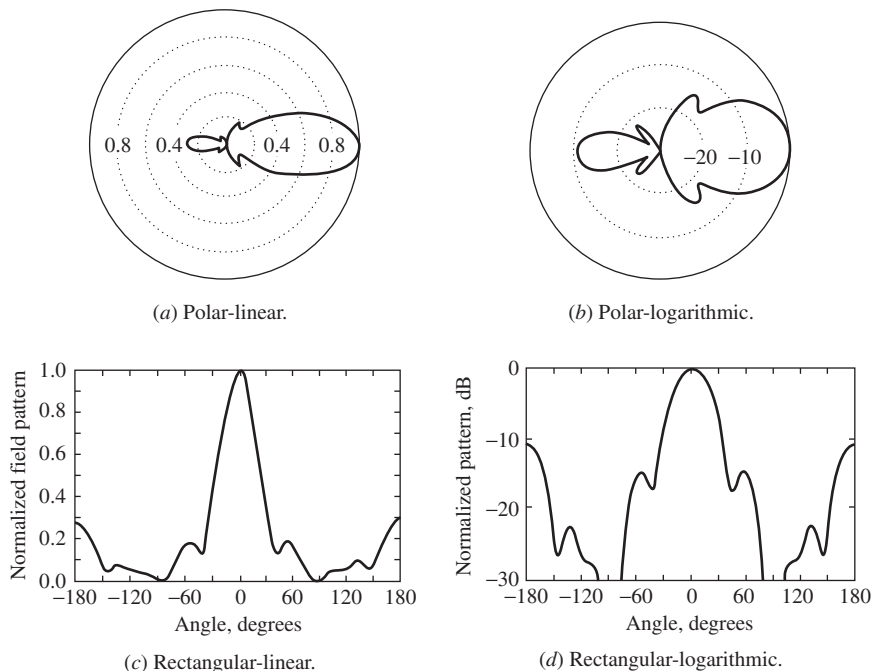 0.8 0.4 0.4 0.8
−20 −10
(a) Polar-linear.
(b) Polar-logarithmic.
Normalized field pattern
1.0
0.8
0.6
0.4
0.2
0.0
−180 −120 −60 0 60 120 180
Angle, degrees
(c) Rectangular-linear.
Normalized pattern, dB
0
−10
−20
−30
−180 −120 −60 0 60 120 180
Angle, degrees
(d) Rectangular-logarithmic.